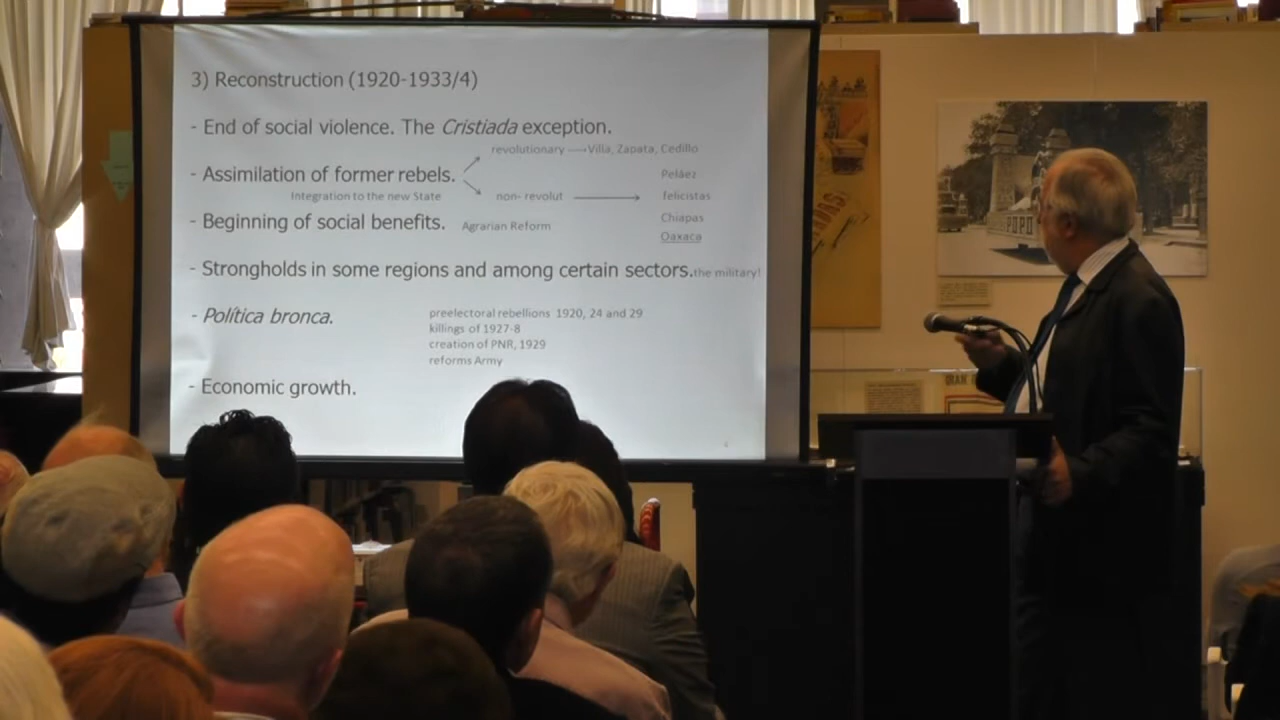 3) Reconstruction (1920-1933/4)
- End of social violence. The Cristiada exception.
revolutionary → Villa, Zapata, Cedillo
- Assimilation of former rebels.
Peláez
Integration to the new State
non- revolut → felicistas
- Beginning of social benefits. Agrarian Reform
Chiapas
Oaxaca
- Strongholds in some regions and among certain sectors. the military!
- Política bronca.
preelectoral rebellions 1920, 24 and 29
killings of 1927-8
creation of PNR, 1929
reforms Army
- Economic growth.